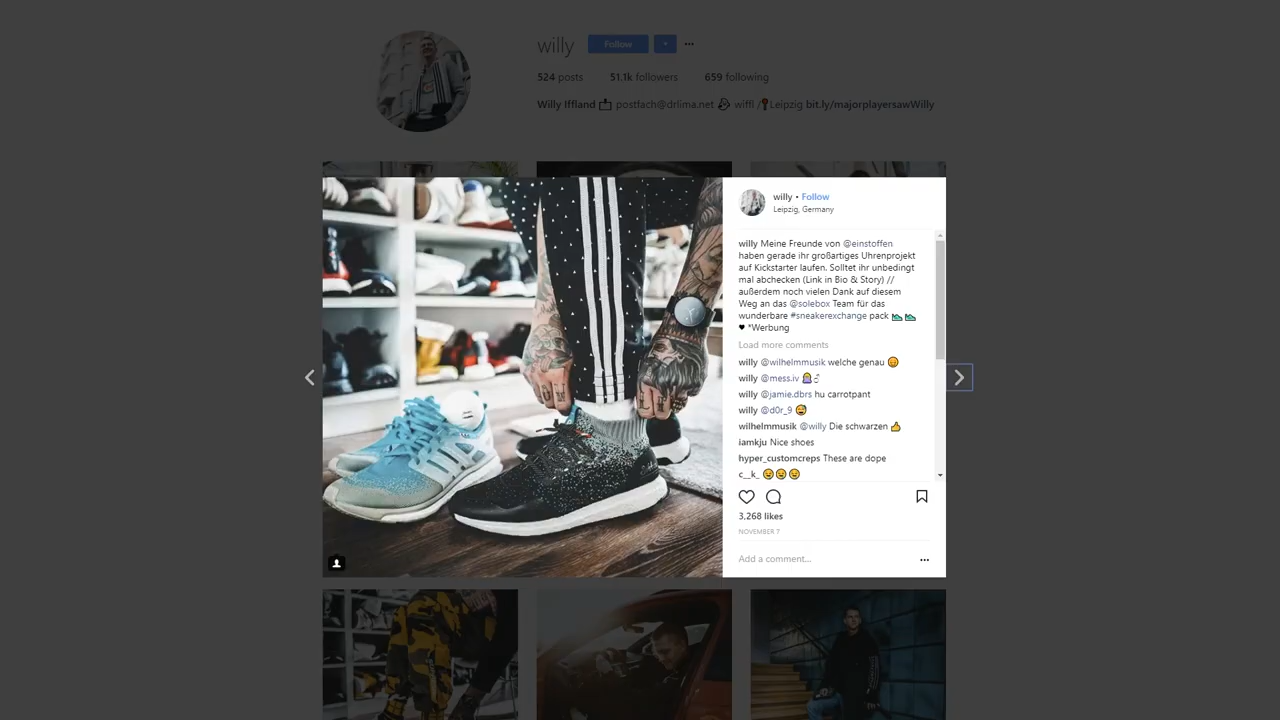 willy
Follow
524 posts 51.1k followers 659 following
Willy Iffland postfach@drlima.net wiffl / Leipzig bit.ly/majorplayersawWilly
willy • Follow
Leipzig, Germany
willy Meine Freunde von @einstoffen
haben gerade ihr großartiges Uhrenprojekt
auf Kickstarter laufen. Solltet ihr unbedingt
mal abchecken (Link in Bio & Story) //
außerdem noch vielen Dank auf diesem
Weg an das @solebox Team für das
wunderbare #sneakerexchange pack
*Werbung
Load more comments
willy @wilhelmmusik welche genau
willy @mess.iv
willy @jamie.dbrs hu carrotpant
willy @d0r_9
wilhelmmusik @willy Die schwarzen
iamkju Nice shoes
hyper_customcreps These are dope
c__k_
3,268 likes
NOVEMBER 7
Add a comment...